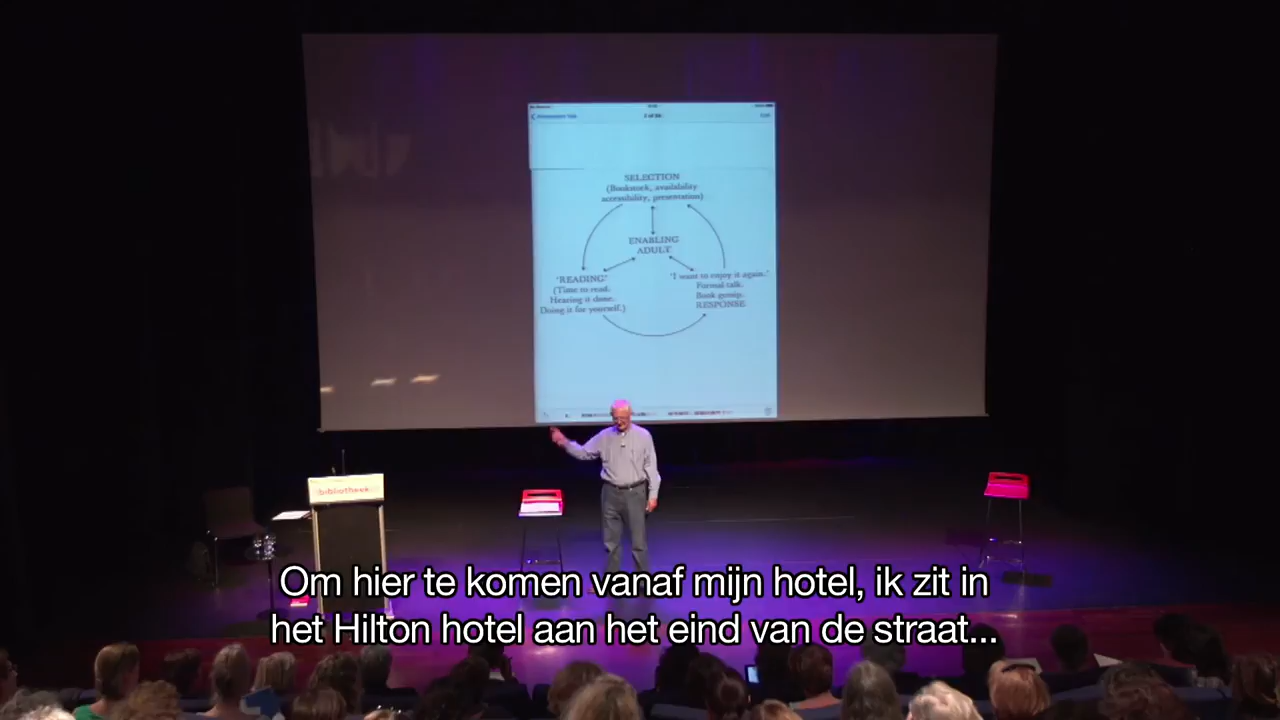 SELECTION
(Bookstock, availability
accessibility, presentation)
ENABLING
ADULT
"READING"
(Time to read.
Hearing it done.
Doing it for yourself.)
"I want to enjoy it again."
Formal talk.
Book gossip.
RESPONSE
bibliotheek
Om hier te komen vanaf mijn hotel, ik zit in
het Hilton hotel aan het eind van de straat...